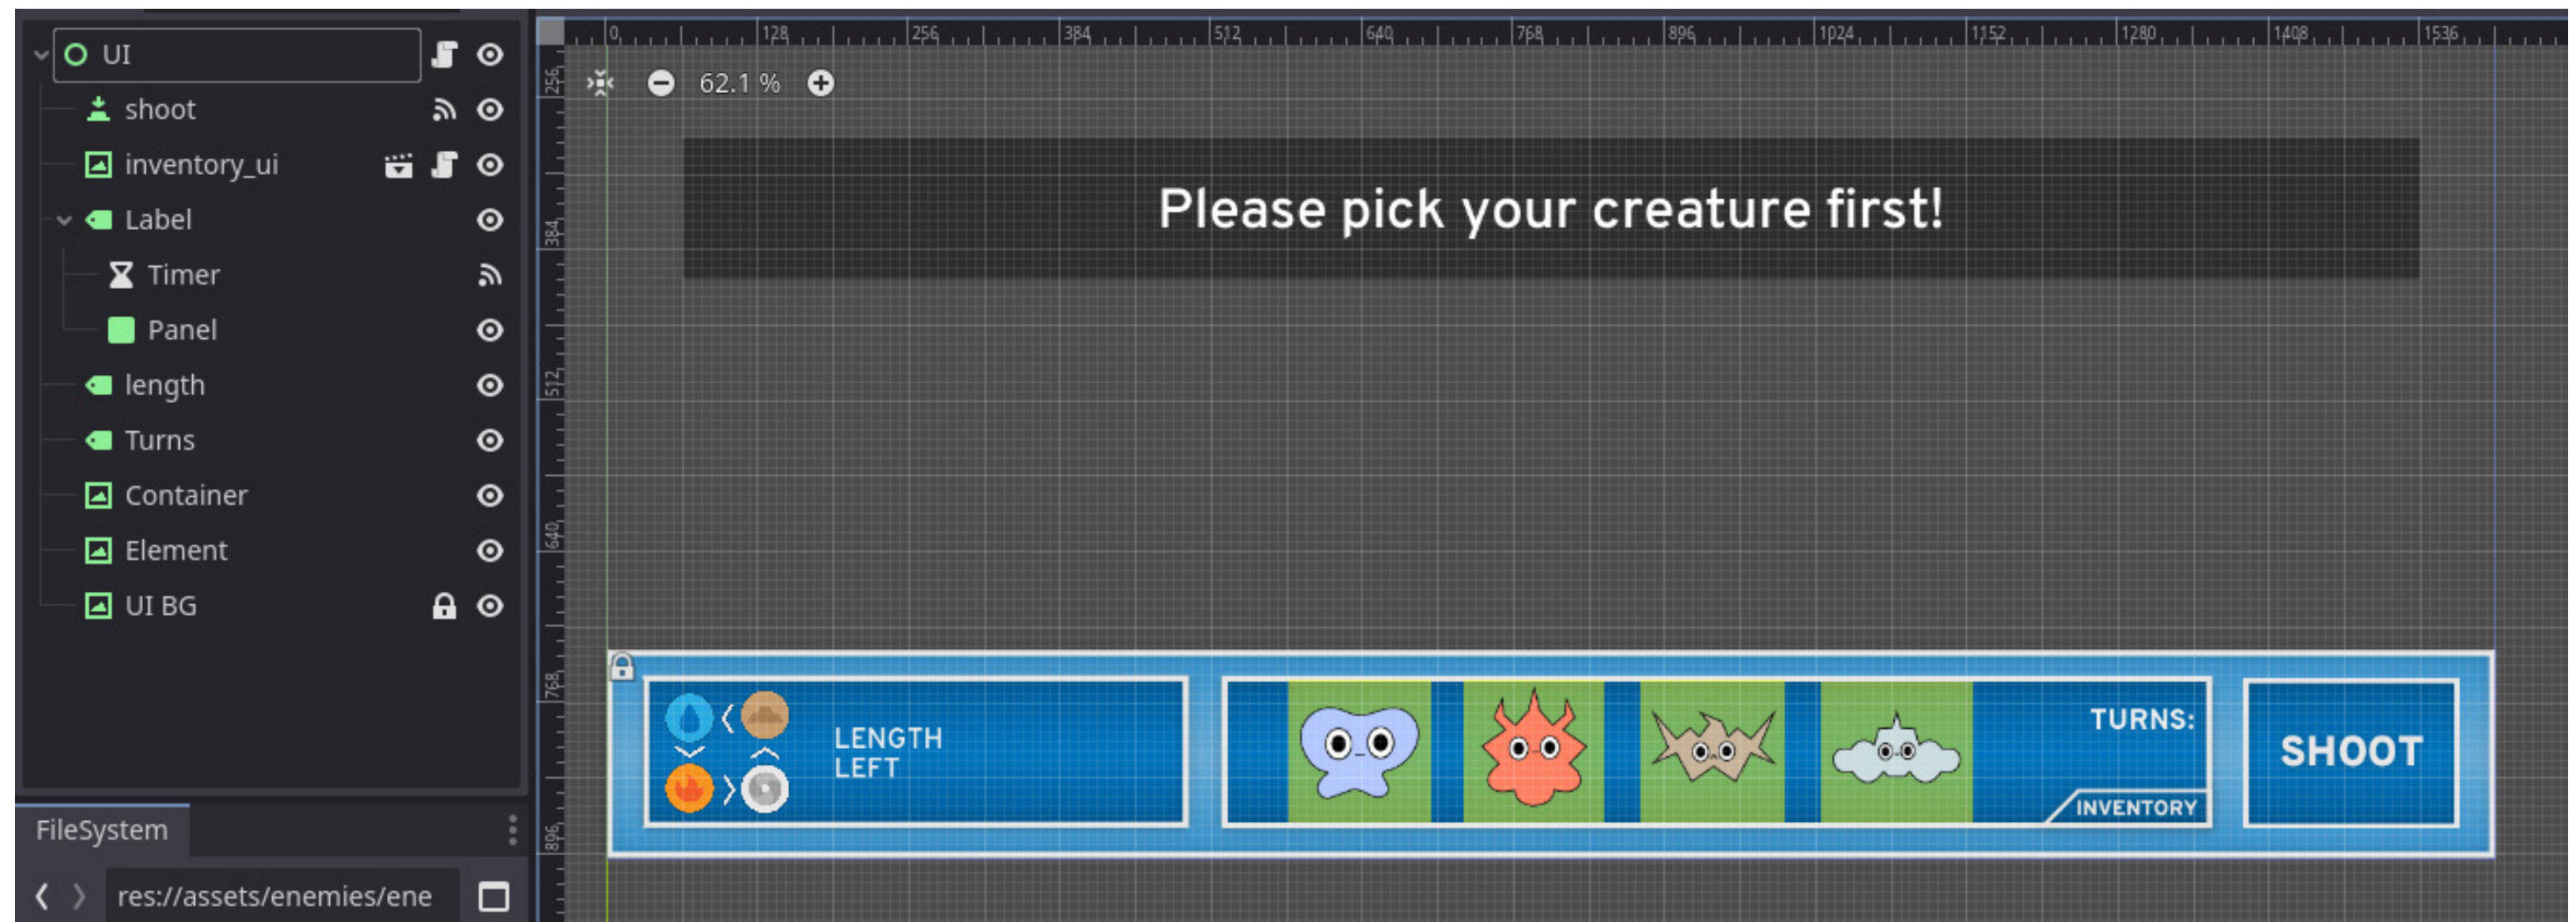 UI
shoot
inventory_ui
Label
Timer
Panel
length
Turns
Container
Element
UI BG
FileSystem
res://assets/enemies/ene
0 128 256 384 512 640 768 896 1024 1152 1280 1408 1536
256
384
512
640
768
896
62.1 %
Please pick your creature first!
LENGTH
LEFT
TURNS:
INVENTORY
SHOOT